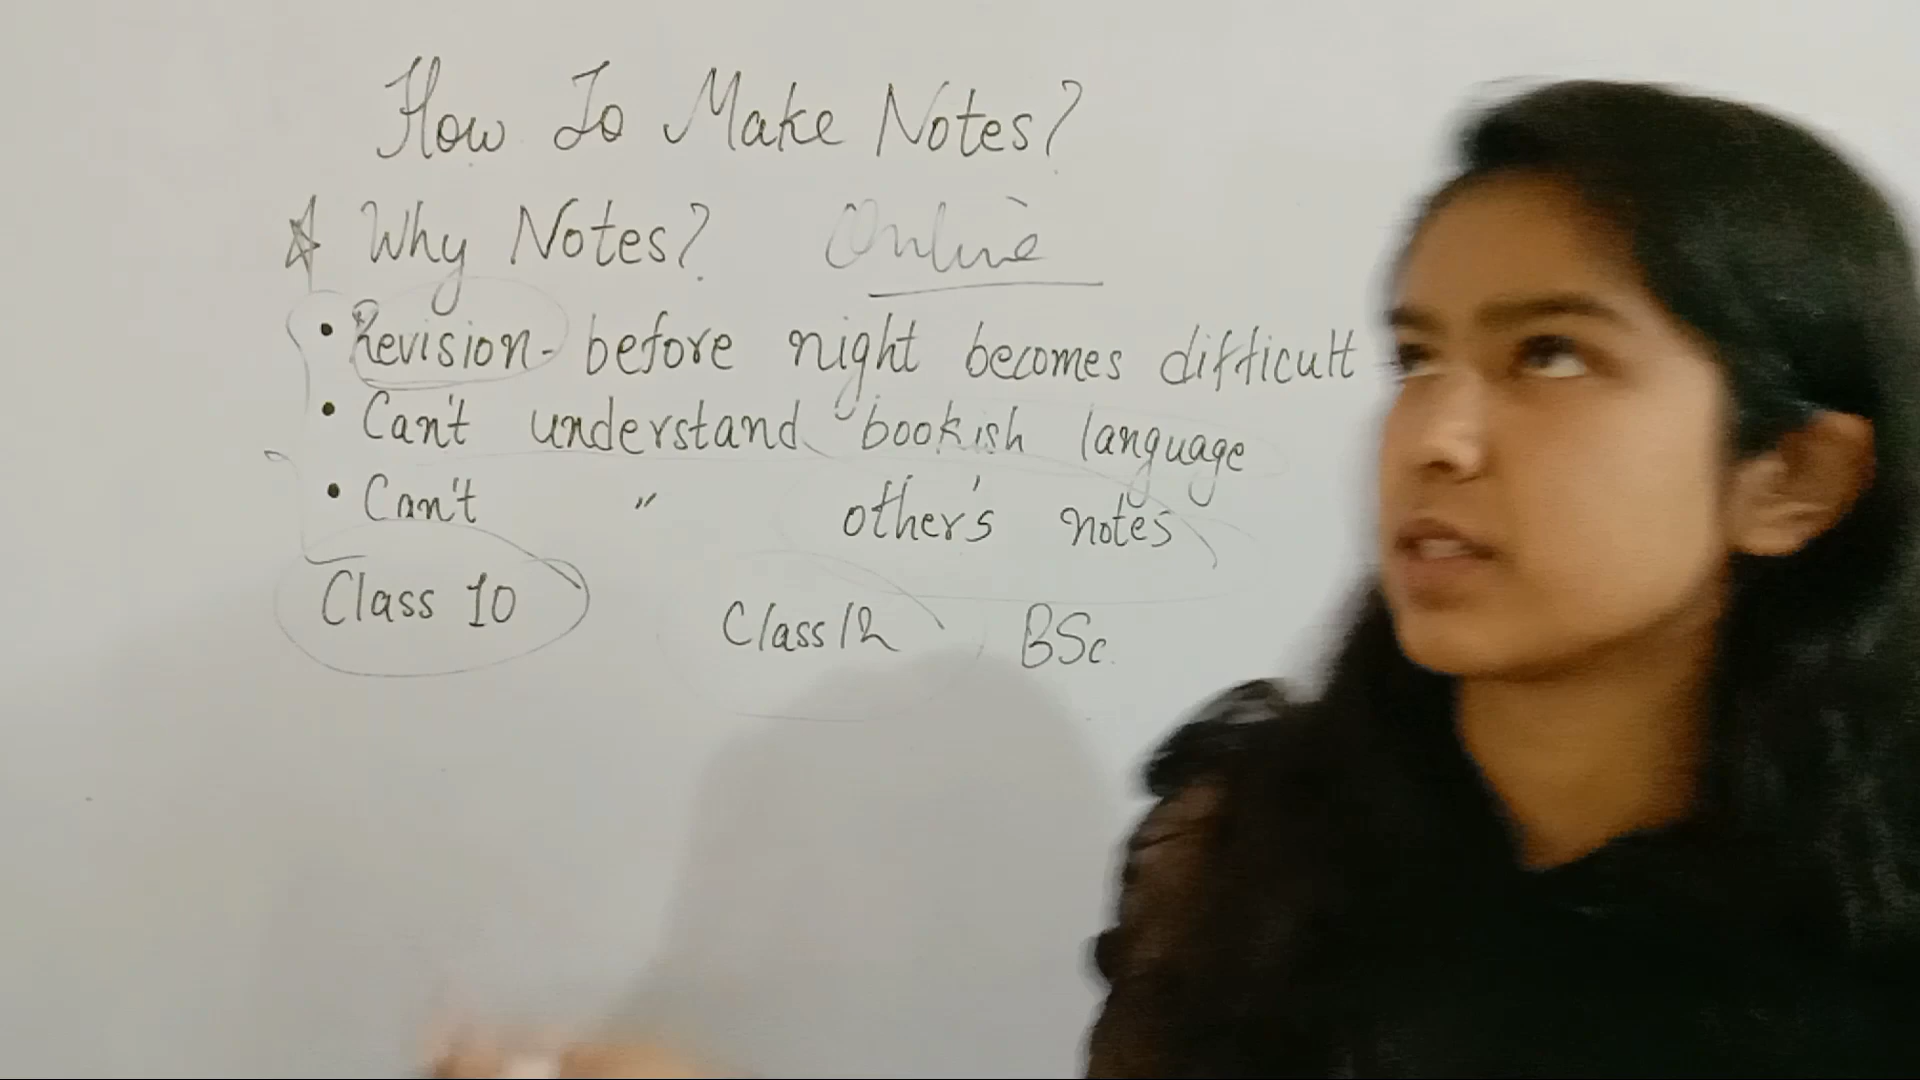 How To Make Notes?
☆ Why Notes? Online
• Revision - before night becomes difficult
• Can't understand bookish language
• Can't " other's notes
Class 10 Class 12 BSc.